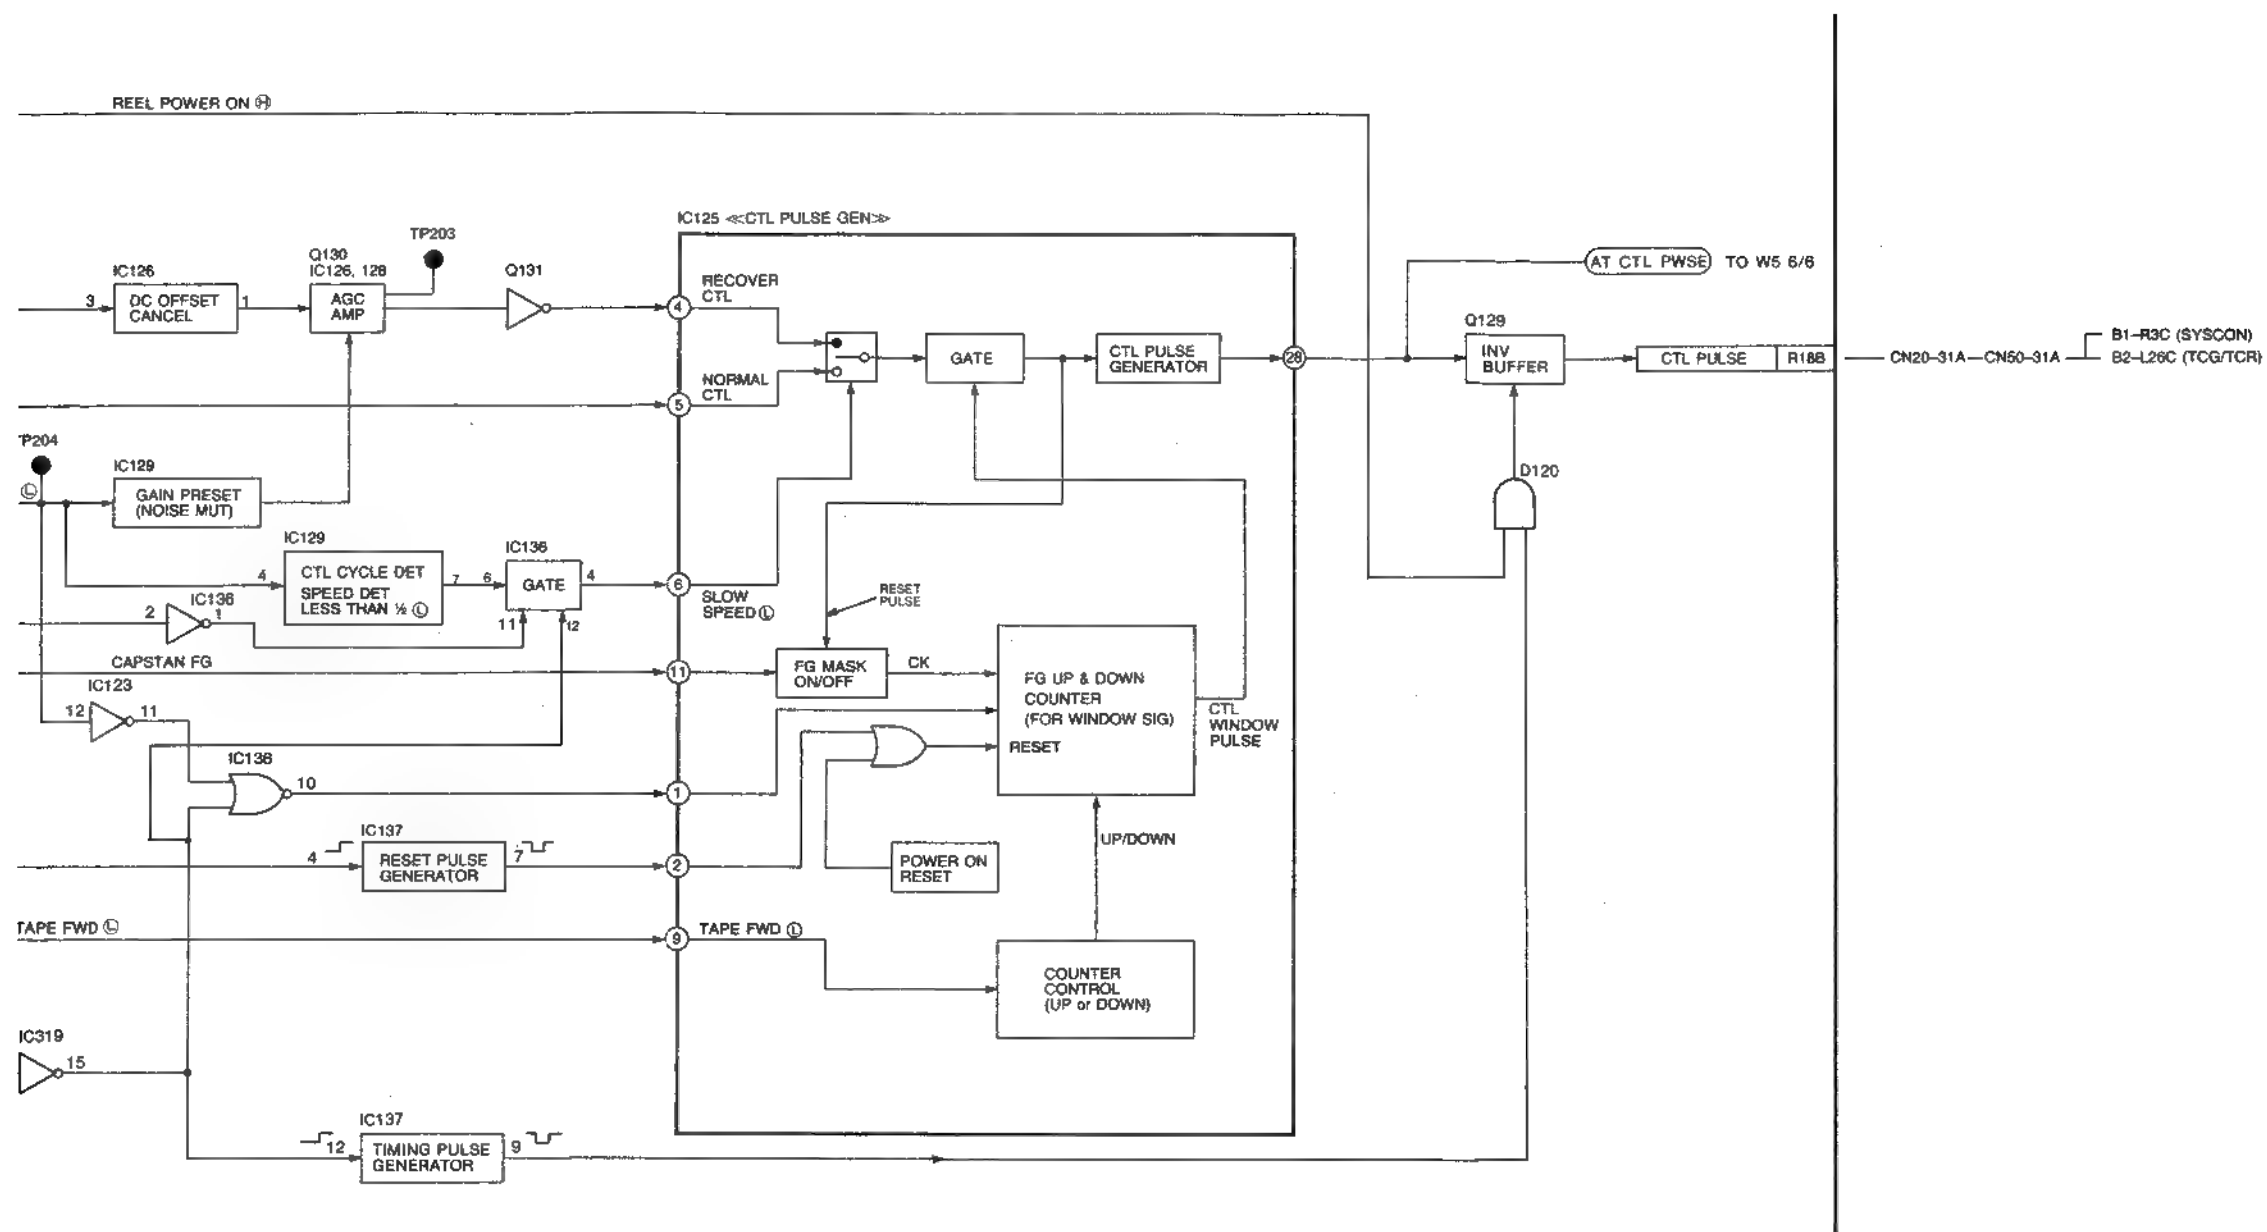 REEL POWER ON Ⓗ
IC125 ≪CTL PULSE GEN≫
TP203
Q130
IC126, 128
AGC
AMP
IC126
3
DC OFFSET
CANCEL
1
Q131
4
RECOVER
CTL
5
NORMAL
CTL
GATE
CTL PULSE
GENERATOR
28
AT CTL PWSE
TO W5 6/6
Q129
INV
BUFFER
CTL PULSE
R18B
CN20-31A-CN50-31A
B1-R3C (SYSCON)
B2-L26C (TCG/TCR)
TP204
Ⓛ
IC129
GAIN PRESET
(NOISE MUT)
D120
IC129
4
CTL CYCLE DET
SPEED DET
LESS THAN ½ Ⓛ
7
6
IC136
GATE
4
11
12
6
SLOW
SPEED Ⓛ
RESET
PULSE
2
IC136
1
CAPSTAN FG
11
FG MASK
ON/OFF
CK
FG UP & DOWN
COUNTER
(FOR WINDOW SIG)
RESET
CTL
WINDOW
PULSE
IC123
12
11
IC136
10
1
IC137
4
RESET PULSE
GENERATOR
7
2
POWER ON
RESET
UP/DOWN
TAPE FWD Ⓛ
9
TAPE FWD Ⓛ
COUNTER
CONTROL
(UP or DOWN)
IC319
15
IC137
12
TIMING PULSE
GENERATOR
9